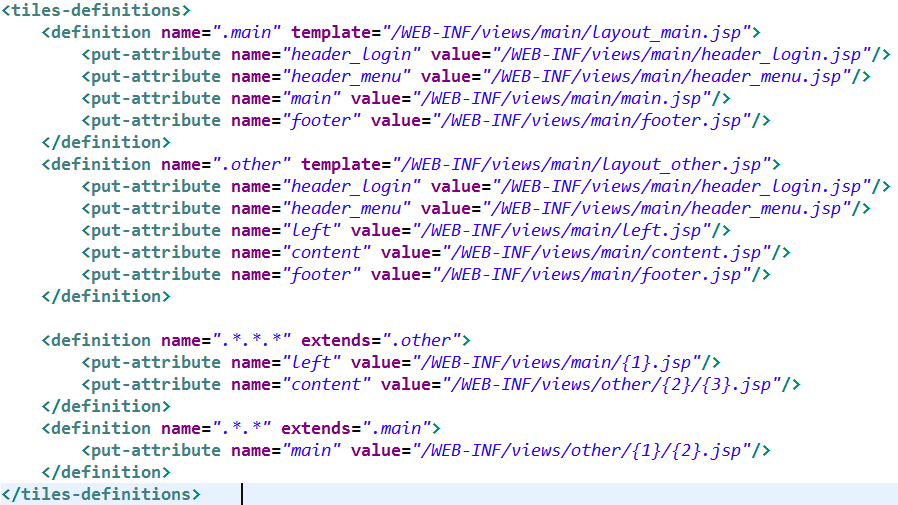 <tiles-definitions>
    <definition name=".main" template="/WEB-INF/views/main/layout_main.jsp">
        <put-attribute name="header_login" value="/WEB-INF/views/main/header_login.jsp"/>
        <put-attribute name="header_menu" value="/WEB-INF/views/main/header_menu.jsp"/>
        <put-attribute name="main" value="/WEB-INF/views/main/main.jsp"/>
        <put-attribute name="footer" value="/WEB-INF/views/main/footer.jsp"/>
    </definition>
    <definition name=".other" template="/WEB-INF/views/main/layout_other.jsp">
        <put-attribute name="header_login" value="/WEB-INF/views/main/header_login.jsp"/>
        <put-attribute name="header_menu" value="/WEB-INF/views/main/header_menu.jsp"/>
        <put-attribute name="left" value="/WEB-INF/views/main/left.jsp"/>
        <put-attribute name="content" value="/WEB-INF/views/main/content.jsp"/>
        <put-attribute name="footer" value="/WEB-INF/views/main/footer.jsp"/>
    </definition>
    <definition name=".*.*.*" extends=".other">
        <put-attribute name="left" value="/WEB-INF/views/main/{1}.jsp"/>
        <put-attribute name="content" value="/WEB-INF/views/other/{2}/{3}.jsp"/>
    </definition>
    <definition name=".*.*" extends=".main">
        <put-attribute name="main" value="/WEB-INF/views/other/{1}/{2}.jsp"/>
    </definition>
</tiles-definitions>